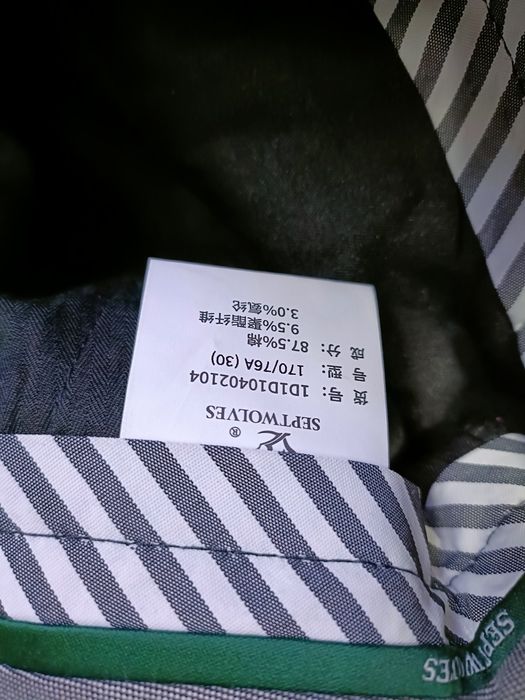 SEPTWOLVES
®
货 号: 1D1D10402104
号 型: 170/76A (30)
成 分: 87.5%棉
9.5%聚酯纤维
3.0%氨纶
SEPTWOLVES